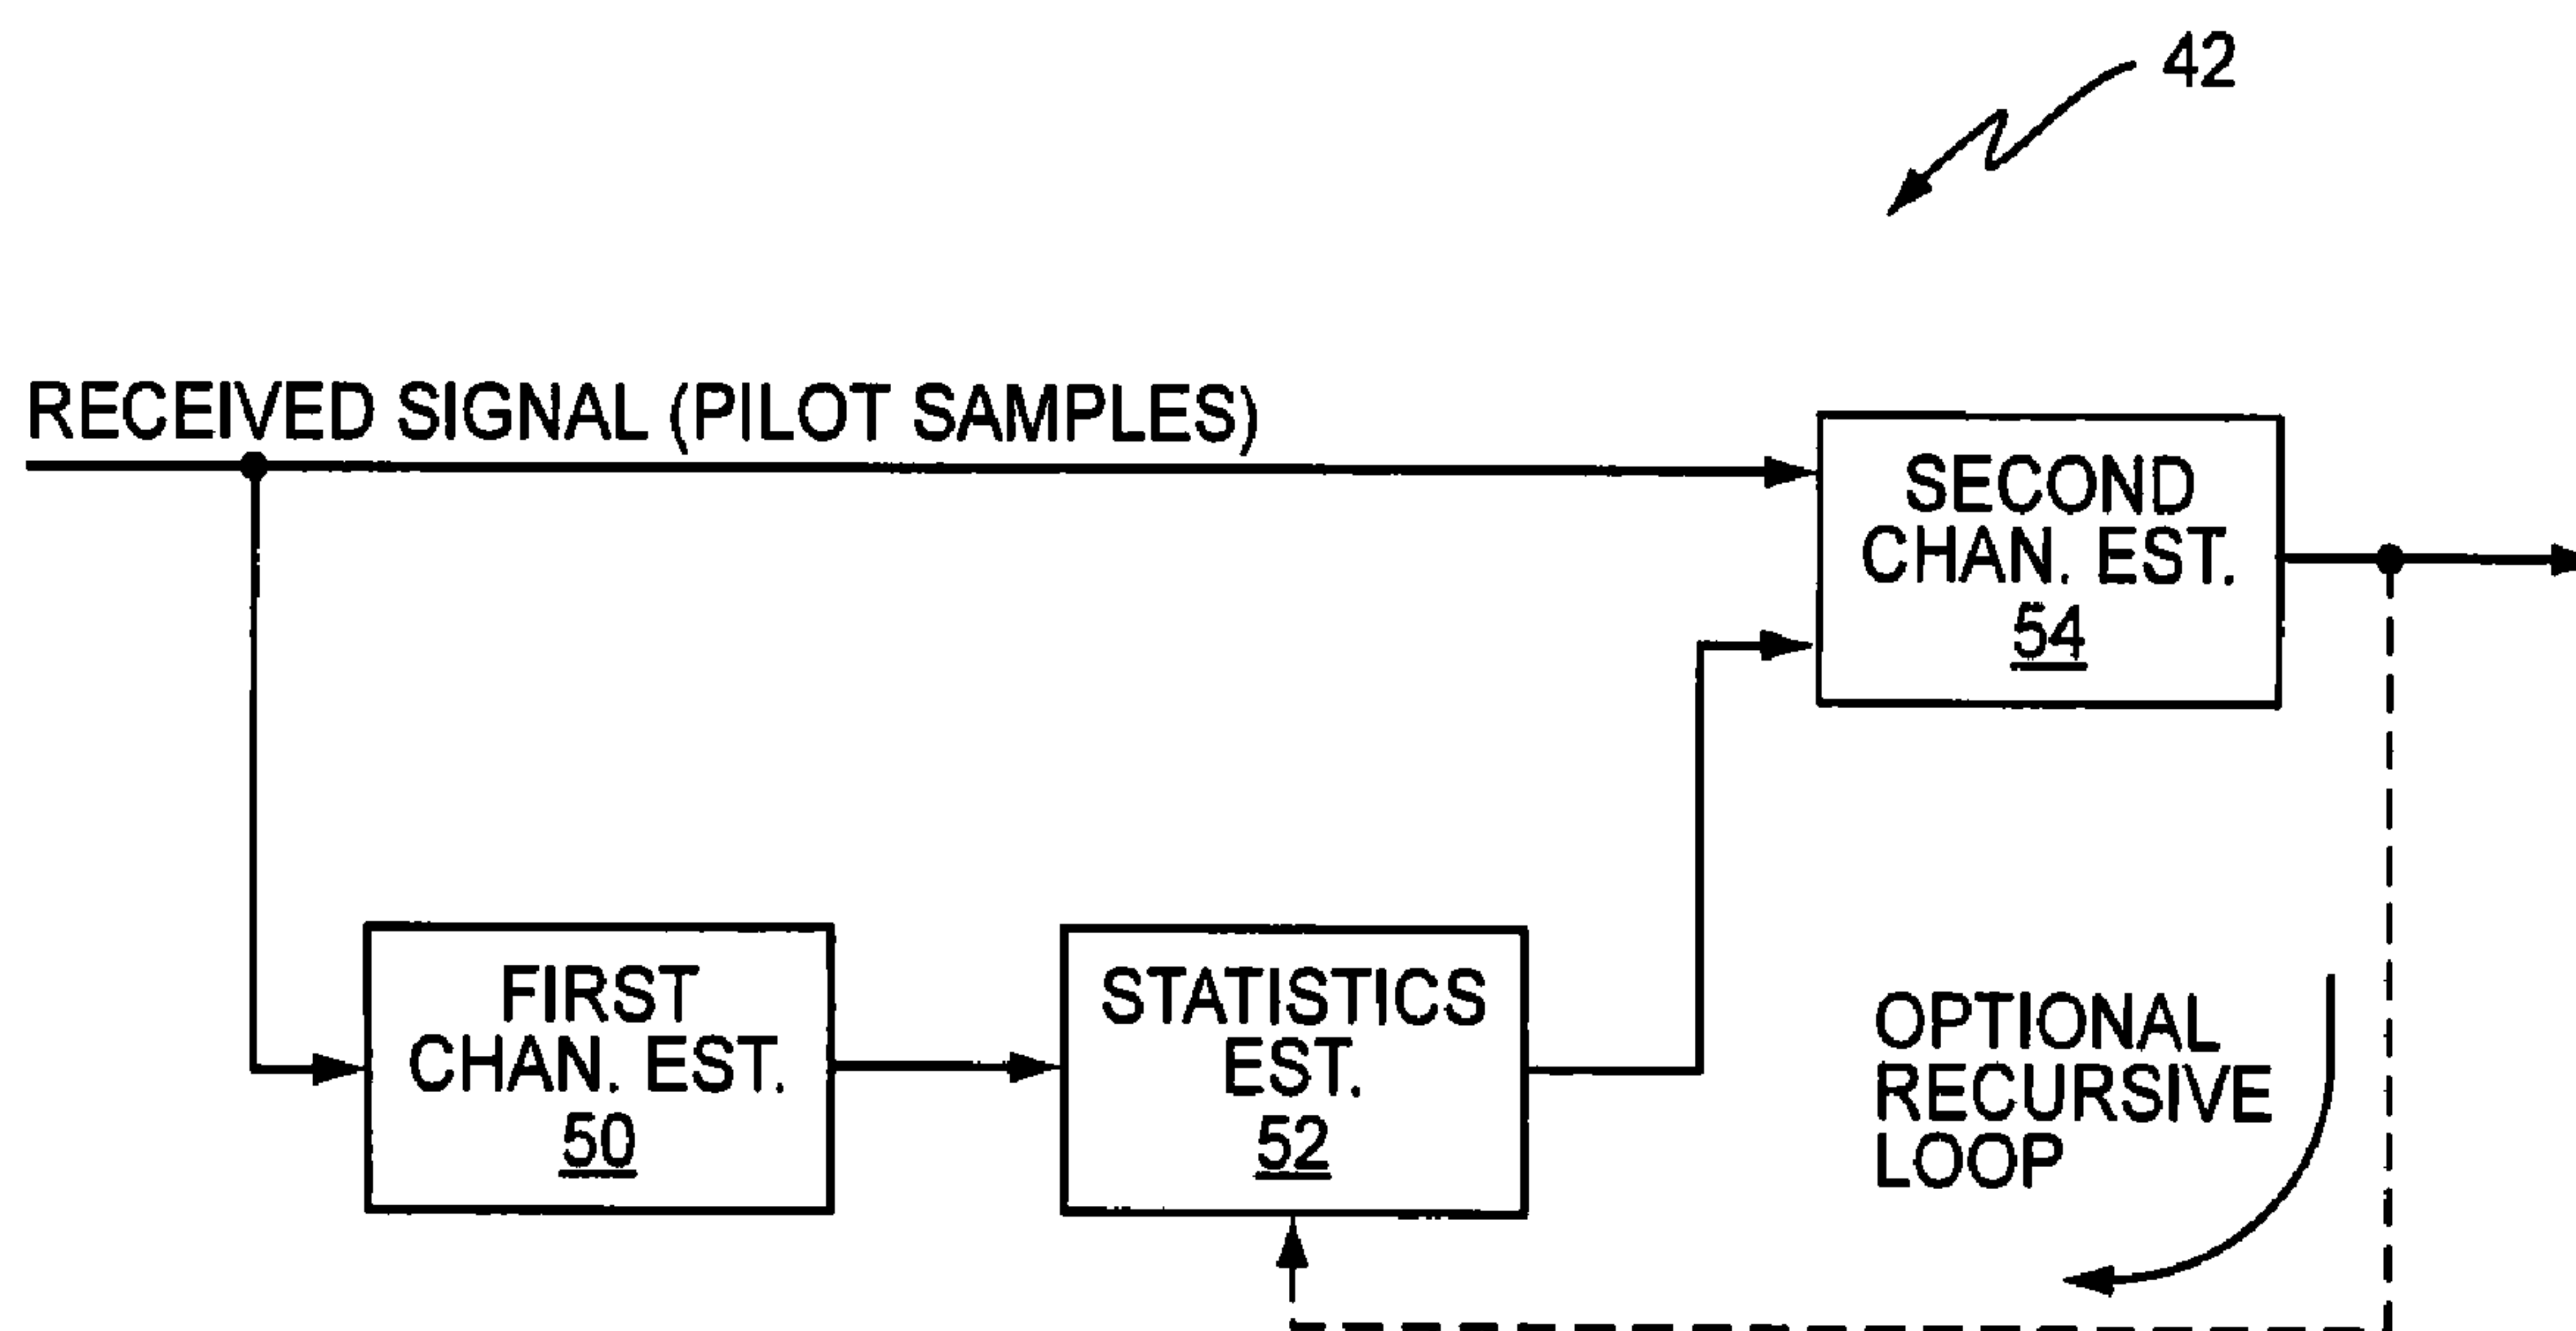 42
RECEIVED SIGNAL (PILOT SAMPLES)
SECOND
CHAN. EST.
54
FIRST
CHAN. EST.
50
STATISTICS
EST.
52
OPTIONAL
RECURSIVE
LOOP